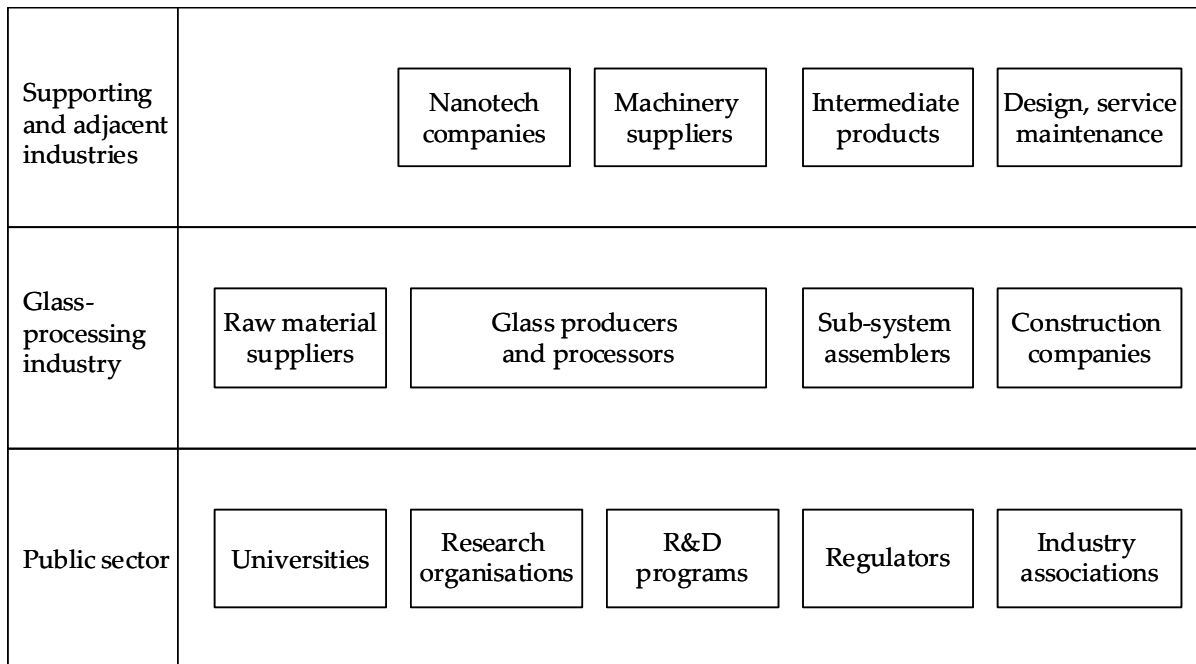 Supporting
and adjacent
industries
Nanotech
companies
Machinery
suppliers
Intermediate
products
Design, service
maintenance
Glass-
processing
industry
Raw material
suppliers
Glass producers
and processors
Sub-system
assemblers
Construction
companies
Public sector
Universities
Research
organisations
R&D
programs
Regulators
Industry
associations